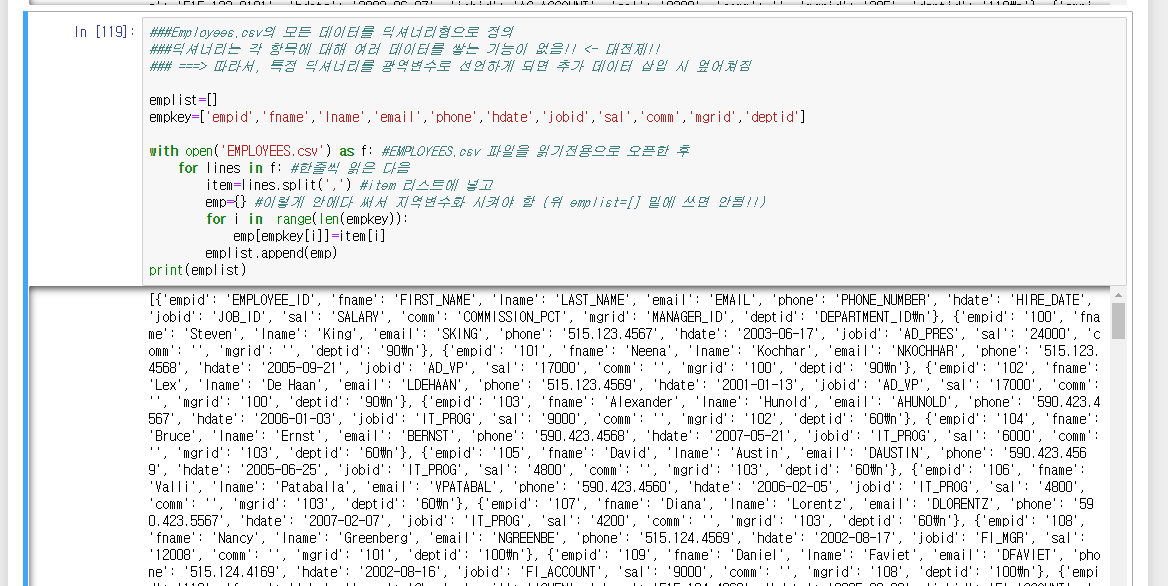 In [119]:
###Employees.csv의 모든 데이터를 딕셔너리형으로 정의
###딕셔너리는 각 항목에 대해 여러 데이터를 쌓는 기능이 없음!! <- 대전제!!
### ===> 따라서, 특정 딕셔너리를 광역변수로 선언하게 되면 추가 데이터 삽입 시 엎어쳐짐
emplist=[]
empkey=['empid','fname','lname','email','phone','hdate','jobid','sal','comm','mgrid','deptid']
with open('EMPLOYEES.csv') as f: #EMPLOYEES.csv 파일을 읽기전용으로 오픈한 후
for lines in f: #한줄씩 읽은 다음
item=lines.split(',') #item 리스트에 넣고
emp={} #이렇게 안에다 써서 지역변수화 시켜야 함 (위 emplist=[] 밑에 쓰면 안됨!!)
for i in  range(len(empkey)):
emp[empkey[i]]=item[i]
emplist.append(emp)
print(emplist)
[{'empid': 'EMPLOYEE_ID', 'fname': 'FIRST_NAME', 'lname': 'LAST_NAME', 'email': 'EMAIL', 'phone': 'PHONE_NUMBER', 'hdate': 'HIRE_DATE',
'jobid': 'JOB_ID', 'sal': 'SALARY', 'comm': 'COMMISSION_PCT', 'mgrid': 'MANAGER_ID', 'deptid': 'DEPARTMENT_ID₩n'}, {'empid': '100', 'fna
me': 'Steven', 'lname': 'King', 'email': 'SKING', 'phone': '515.123.4567', 'hdate': '2003-06-17', 'jobid': 'AD_PRES', 'sal': '24000', 'c
omm': '', 'mgrid': '', 'deptid': '90₩n'}, {'empid': '101', 'fname': 'Neena', 'lname': 'Kochhar', 'email': 'NKOCHHAR', 'phone': '515.123.
4568', 'hdate': '2005-09-21', 'jobid': 'AD_VP', 'sal': '17000', 'comm': '', 'mgrid': '100', 'deptid': '90₩n'}, {'empid': '102', 'fname':
'Lex', 'lname': 'De Haan', 'email': 'LDEHAAN', 'phone': '515.123.4569', 'hdate': '2001-01-13', 'jobid': 'AD_VP', 'sal': '17000', 'comm':
'', 'mgrid': '100', 'deptid': '90₩n'}, {'empid': '103', 'fname': 'Alexander', 'lname': 'Hunold', 'email': 'AHUNOLD', 'phone': '590.423.4
567', 'hdate': '2006-01-03', 'jobid': 'IT_PROG', 'sal': '9000', 'comm': '', 'mgrid': '102', 'deptid': '60₩n'}, {'empid': '104', 'fname':
'Bruce', 'lname': 'Ernst', 'email': 'BERNST', 'phone': '590.423.4568', 'hdate': '2007-05-21', 'jobid': 'IT_PROG', 'sal': '6000', 'comm':
'', 'mgrid': '103', 'deptid': '60₩n'}, {'empid': '105', 'fname': 'David', 'lname': 'Austin', 'email': 'DAUSTIN', 'phone': '590.423.456
9', 'hdate': '2005-06-25', 'jobid': 'IT_PROG', 'sal': '4800', 'comm': '', 'mgrid': '103', 'deptid': '60₩n'}, {'empid': '106', 'fname':
'Valli', 'lname': 'Pataballa', 'email': 'VPATABAL', 'phone': '590.423.4560', 'hdate': '2006-02-05', 'jobid': 'IT_PROG', 'sal': '4800',
'comm': '', 'mgrid': '103', 'deptid': '60₩n'}, {'empid': '107', 'fname': 'Diana', 'lname': 'Lorentz', 'email': 'DLORENTZ', 'phone': '59
0.423.5567', 'hdate': '2007-02-07', 'jobid': 'IT_PROG', 'sal': '4200', 'comm': '', 'mgrid': '103', 'deptid': '60₩n'}, {'empid': '108',
'fname': 'Nancy', 'lname': 'Greenberg', 'email': 'NGREENBE', 'phone': '515.124.4569', 'hdate': '2002-08-17', 'jobid': 'FI_MGR', 'sal':
'12008', 'comm': '', 'mgrid': '101', 'deptid': '100₩n'}, {'empid': '109', 'fname': 'Daniel', 'lname': 'Faviet', 'email': 'DFAVIET', 'pho
ne': '515.124.4169', 'hdate': '2002-08-16', 'jobid': 'FI_ACCOUNT', 'sal': '9000', 'comm': '', 'mgrid': '108', 'deptid': '100₩n'}, {'empi